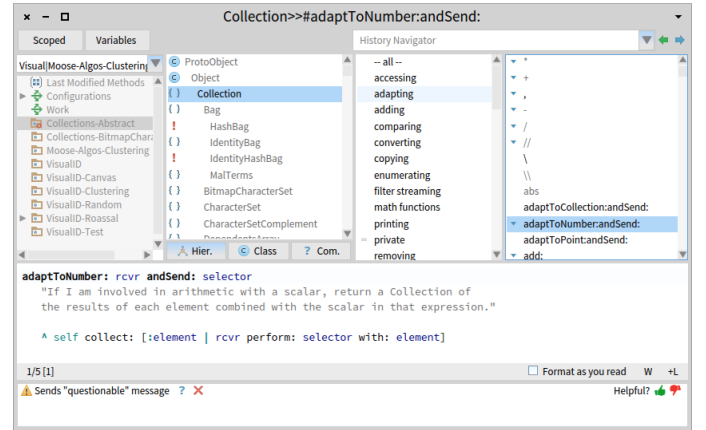 Collection>>#adaptToNumber:andSend:
Scoped
Variables
History Navigator
Visual|Moose-Algos-Clustering
Last Modified Methods
Configurations
Work
Collections-Abstract
Collections-BitmapChara
Moose-Algos-Clustering
VisualID
VisualID-Canvas
VisualID-Clustering
VisualID-Random
VisualID-Roassal
VisualID-Test
ProtoObject
Object
Collection
Bag
HashBag
IdentityBag
IdentityHashBag
MalTerms
BitmapCharacterSet
CharacterSet
CharacterSetComplement
DependentsArray
Hier.
Class
? Com.
-- all --
accessing
adapting
adding
comparing
converting
copying
enumerating
filter streaming
math functions
printing
private
removing
*
+
,
-
/
//
\
\\
abs
adaptToCollection:andSend:
adaptToNumber:andSend:
adaptToPoint:andSend:
add:
adaptToNumber: rcvr andSend: selector
"If I am involved in arithmetic with a scalar, return a Collection of
the results of each element combined with the scalar in that expression."
^ self collect: [:element | rcvr perform: selector with: element]
1/5 [1]
Format as you read
W
+L
Sends "questionable" message ?
Helpful?